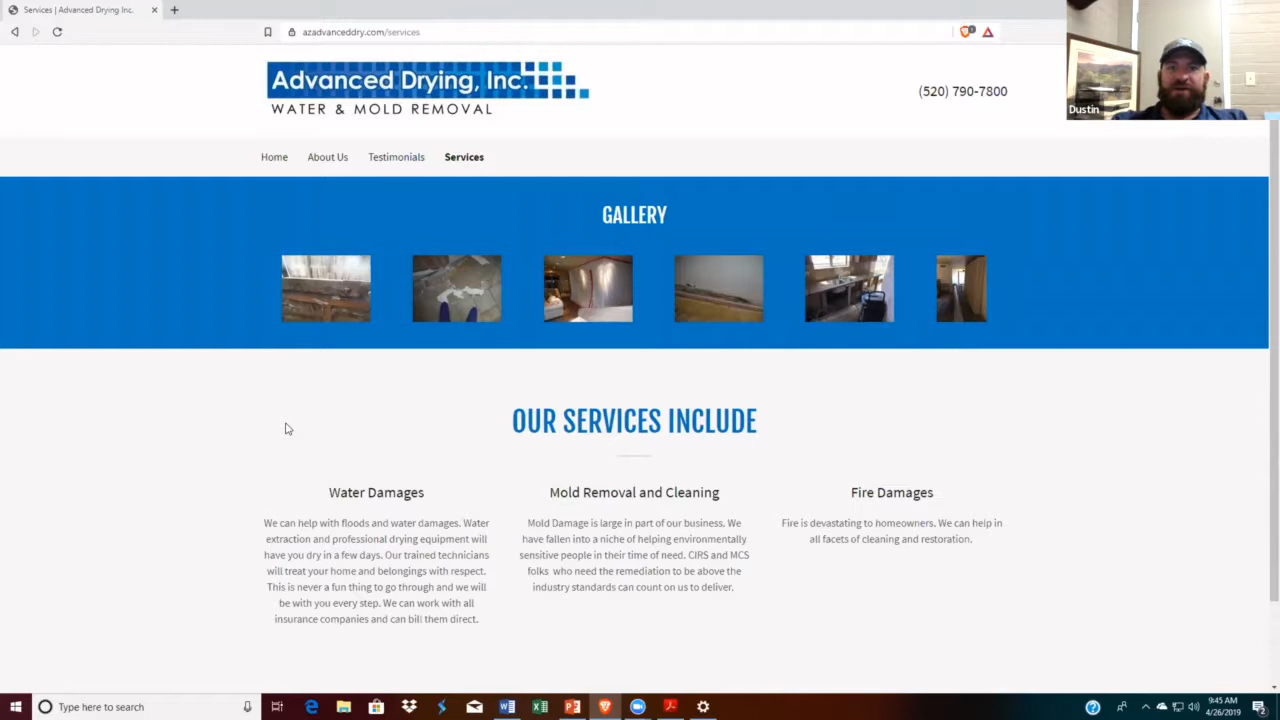 Services | Advanced Drying Inc.
azadvanceddry.com/services
Advanced Drying, Inc.
WATER & MOLD REMOVAL
(520) 790-7800
Dustin
Home About Us Testimonials Services
GALLERY
OUR SERVICES INCLUDE
Water Damages
We can help with floods and water damages. Water
extraction and professional drying equipment will
have you dry in a few days. Our trained technicians
will treat your home and belongings with respect.
This is never a fun thing to go through and we will
be with you every step. We can work with all
insurance companies and can bill them direct.
Mold Removal and Cleaning
Mold Damage is large in part of our business. We
have fallen into a niche of helping environmentally
sensitive people in their time of need. CIRS and MCS
folks who need the remediation to be above the
industry standards can count on us to deliver.
Fire Damages
Fire is devastating to homeowners. We can help in
all facets of cleaning and restoration.
Type here to search
9:45 AM
4/26/2019